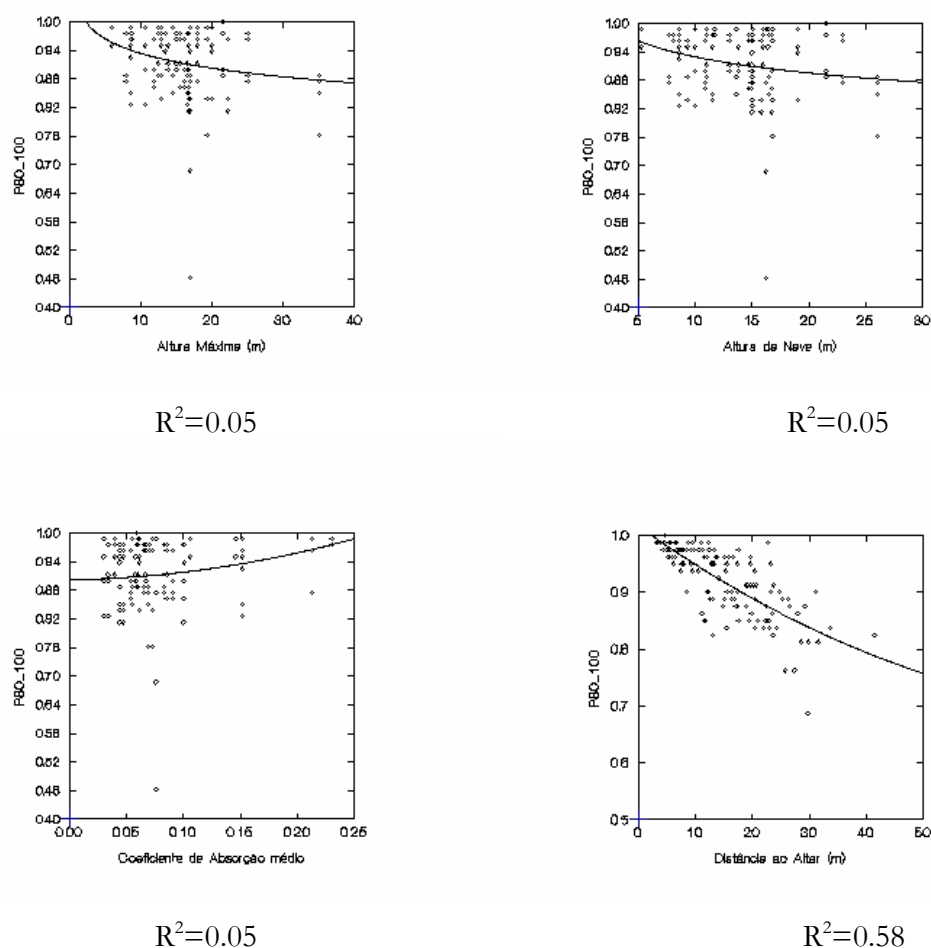 1.00
0.94
0.88
0.82
0.76
0.70
0.64
0.58
0.52
0.46
0.40
P80_100
0 10 20 30 40
Altura Máxima (m)
R²=0.05
1.00
0.94
0.88
0.82
0.76
0.70
0.64
0.58
0.52
0.46
0.40
P80_100
5 10 15 20 25 30
Altura da Nave (m)
R²=0.05
1.00
0.94
0.88
0.82
0.76
0.70
0.64
0.58
0.52
0.46
0.40
P80_100
0.00 0.05 0.10 0.15 0.20 0.25
Coeficiente de Absorção médio
R²=0.05
1.0
0.9
0.8
0.7
0.6
0.5
P80_100
0 10 20 30 40 50
Distância ao Altar (m)
R²=0.58